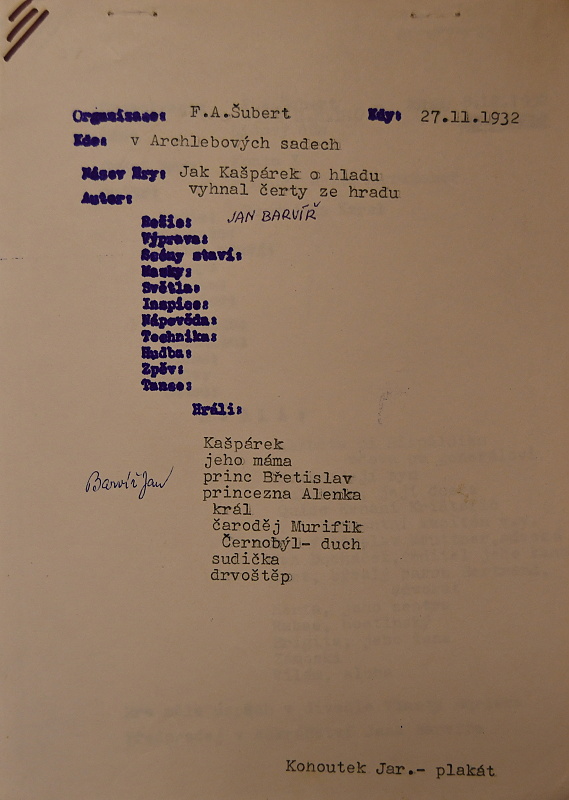 Organisace: F.A.Šubert Kdy: 27.11.1932
Kde: v Archlebových sadech
Název Hry: Jak Kašpárek o hladu
vyhnal čerty ze hradu
Autor:
Režie: JAN BARVÍŘ
Výprava:
Scény staví:
Masky:
Světla:
Inspice:
Nápověda:
Technika:
Hudba:
Zpěv:
Tance:
Hráli:
Kašpárek
jeho máma
Barvíř Jan princ Břetislav
princezna Alenka
král
čaroděj Murifik
Černobýl- duch
sudička
drvoštěp
Kohoutek Jar.- plakát